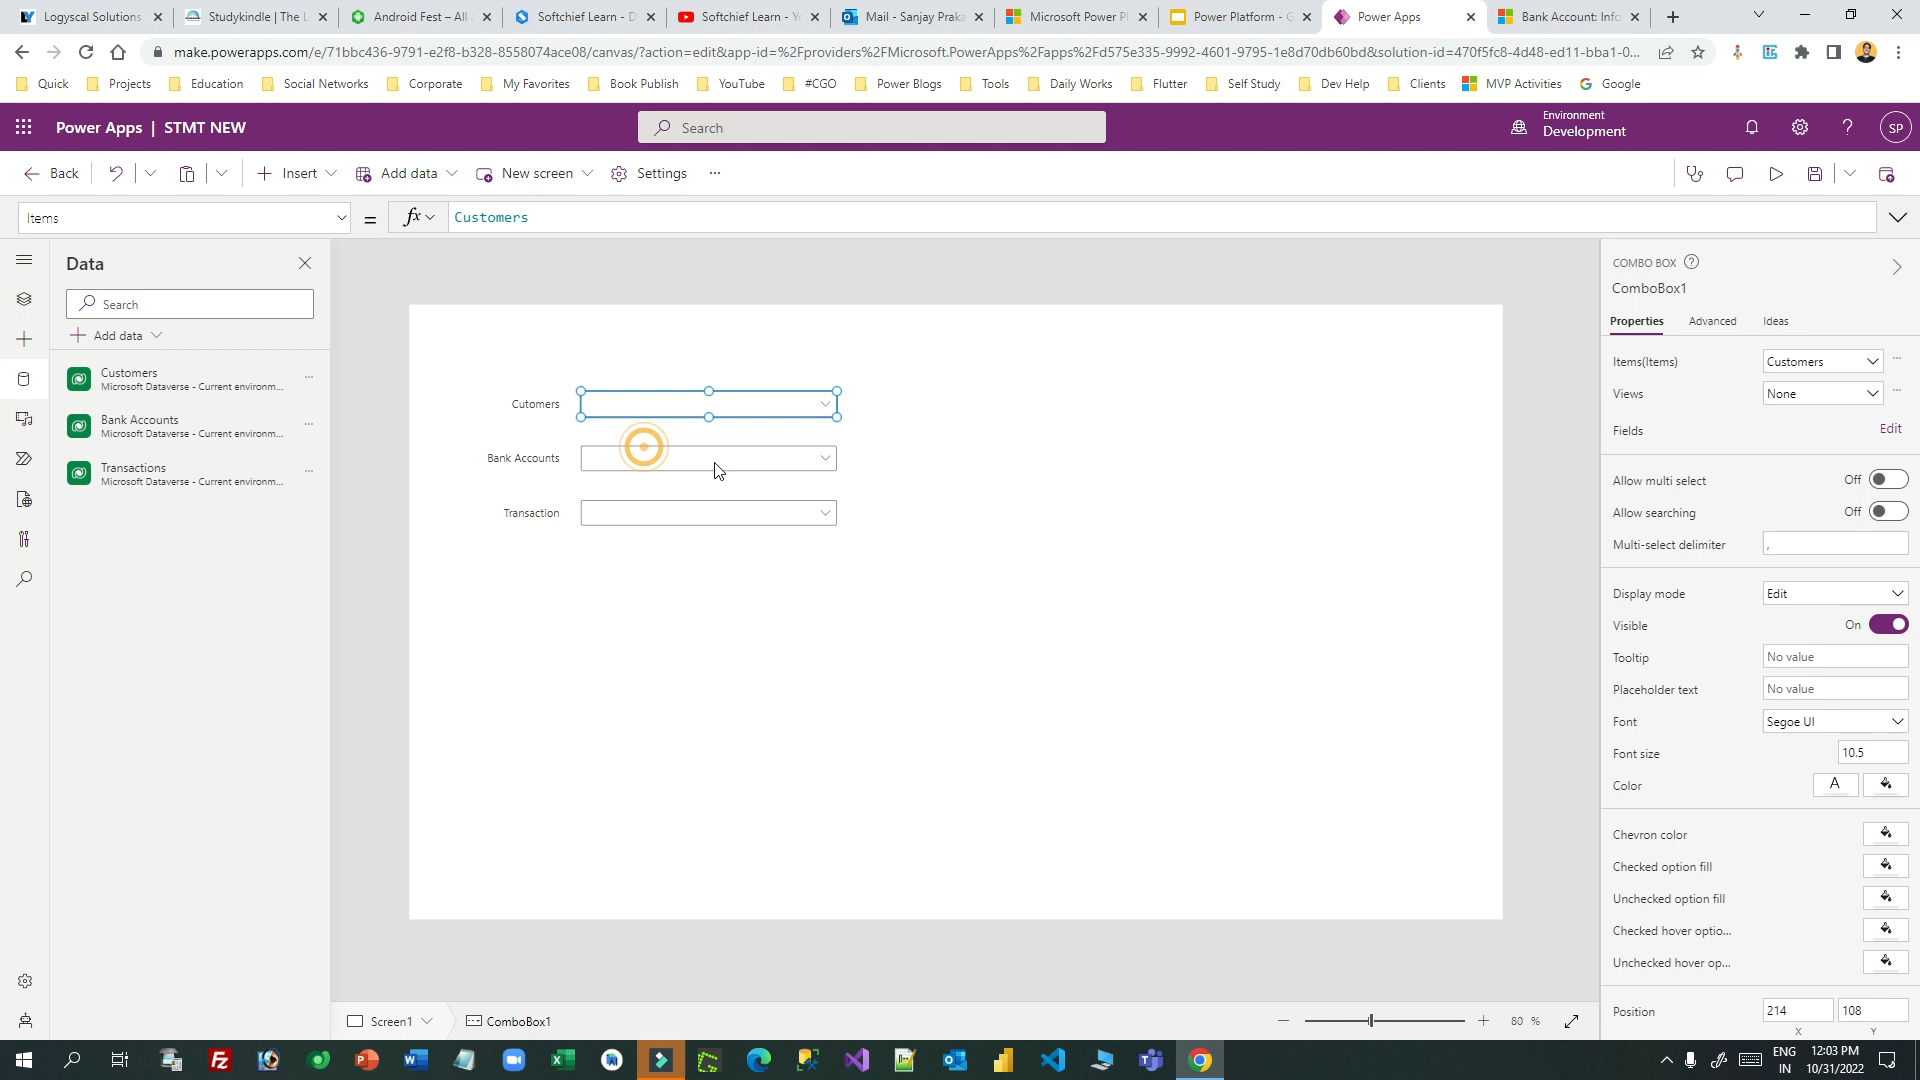 Logyscal Solutions
Studykindle | The L
Android Fest – All a
Softchief Learn - D
Softchief Learn - Yo
Mail - Sanjay Praka
Microsoft Power Pl
Power Platform - G
Power Apps
Bank Account: Info
make.powerapps.com/e/71bbc436-9791-e2f8-b328-8558074ace08/canvas/?action=edit&app-id=%2Fproviders%2FMicrosoft.PowerApps%2Fapps%2Fd575e335-9992-4601-9795-1e8d70db60bd&solution-id=470f5fc8-4d48-ed11-bba1-0...
Quick
Projects
Education
Social Networks
Corporate
My Favorites
Book Publish
YouTube
#CGO
Power Blogs
Tools
Daily Works
Flutter
Self Study
Dev Help
Clients
MVP Activities
Google
Power Apps | STMT NEW
Search
Environment
Development
SP
Back
Insert
Add data
New screen
Settings
Items
=
fx
Customers
Data
Search
Add data
Customers
Microsoft Dataverse - Current environm...
Bank Accounts
Microsoft Dataverse - Current environm...
Transactions
Microsoft Dataverse - Current environm...
Cutomers
Bank Accounts
Transaction
COMBO BOX
ComboBox1
Properties
Advanced
Ideas
Items(Items)
Customers
Views
None
Fields
Edit
Allow multi select
Off
Allow searching
Off
Multi-select delimiter
,
Display mode
Edit
Visible
On
Tooltip
No value
Placeholder text
No value
Font
Segoe UI
Font size
10.5
Color
A
Chevron color
Checked option fill
Unchecked option fill
Checked hover optio...
Unchecked hover op...
Position
214
108
X
Y
Screen1
ComboBox1
80 %
ENG
IN
12:03 PM
10/31/2022